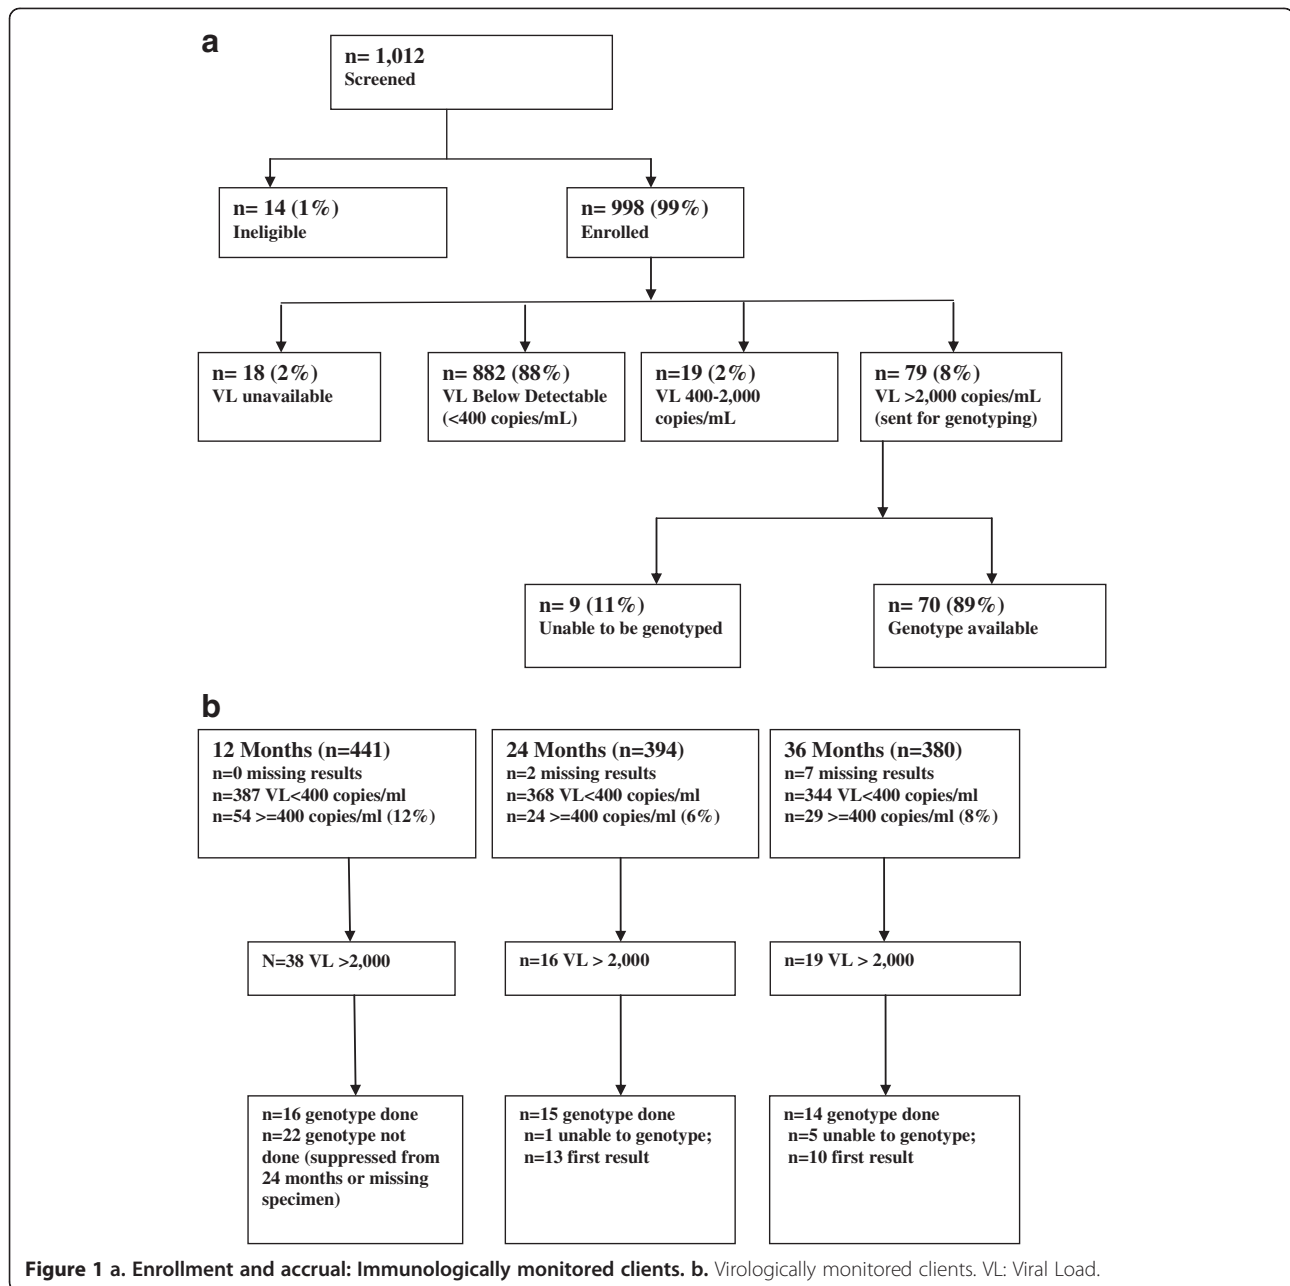 a
n= 1,012
Screened
n= 14 (1%)
Ineligible
n= 998 (99%)
Enrolled
n= 18 (2%)
VL unavailable
n= 882 (88%)
VL Below Detectable
(<400 copies/mL)
n=19 (2%)
VL 400-2,000
copies/mL
n= 79 (8%)
VL >2,000 copies/mL
(sent for genotyping)
n= 9 (11%)
Unable to be genotyped
n= 70 (89%)
Genotype available
b
12 Months (n=441)
n=0 missing results
n=387 VL<400 copies/ml
n=54 >=400 copies/ml (12%)
24 Months (n=394)
n=2 missing results
n=368 VL<400 copies/ml
n=24 >=400 copies/ml (6%)
36 Months (n=380)
n=7 missing results
n=344 VL<400 copies/ml
n=29 >=400 copies/ml (8%)
N=38 VL >2,000
n=16 VL > 2,000
n=19 VL > 2,000
n=16 genotype done
n=22 genotype not
done (suppressed from
24 months or missing
specimen)
n=15 genotype done
n=1 unable to genotype;
n=13 first result
n=14 genotype done
n=5 unable to genotype;
n=10 first result
Figure 1 a. Enrollment and accrual: Immunologically monitored clients. b. Virologically monitored clients. VL: Viral Load.